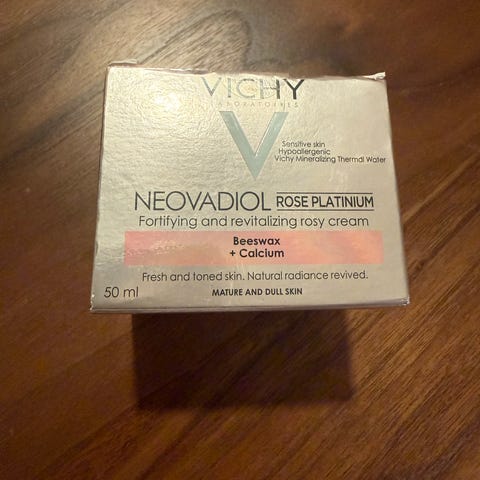 VICHY
LABORATOIRES
V
Sensitive skin
Hypoallergenic
Vichy Mineralizing Thermal Water
NEOVADIOL ROSE PLATINIUM
Fortifying and revitalizing rosy cream
Beeswax
+ Calcium
Fresh and toned skin. Natural radiance revived.
50 ml MATURE AND DULL SKIN